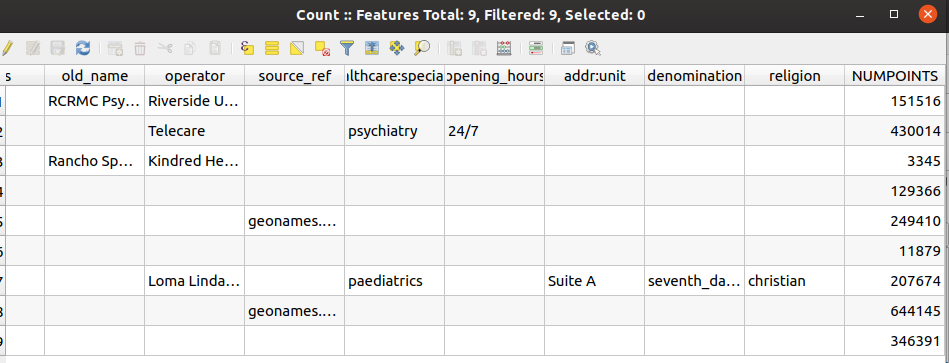 Count :: Features Total: 9, Filtered: 9, Selected: 0
s old_name operator source_ref lthcare:specia opening_hours addr:unit denomination religion NUMPOINTS
1 RCRMC Psy... Riverside U... 151516
2 Telecare psychiatry 24/7 430014
3 Rancho Sp... Kindred He... 3345
4 129366
5 geonames.... 249410
6 11879
7 Loma Linda... paediatrics Suite A seventh_da... christian 207674
8 geonames.... 644145
9 346391